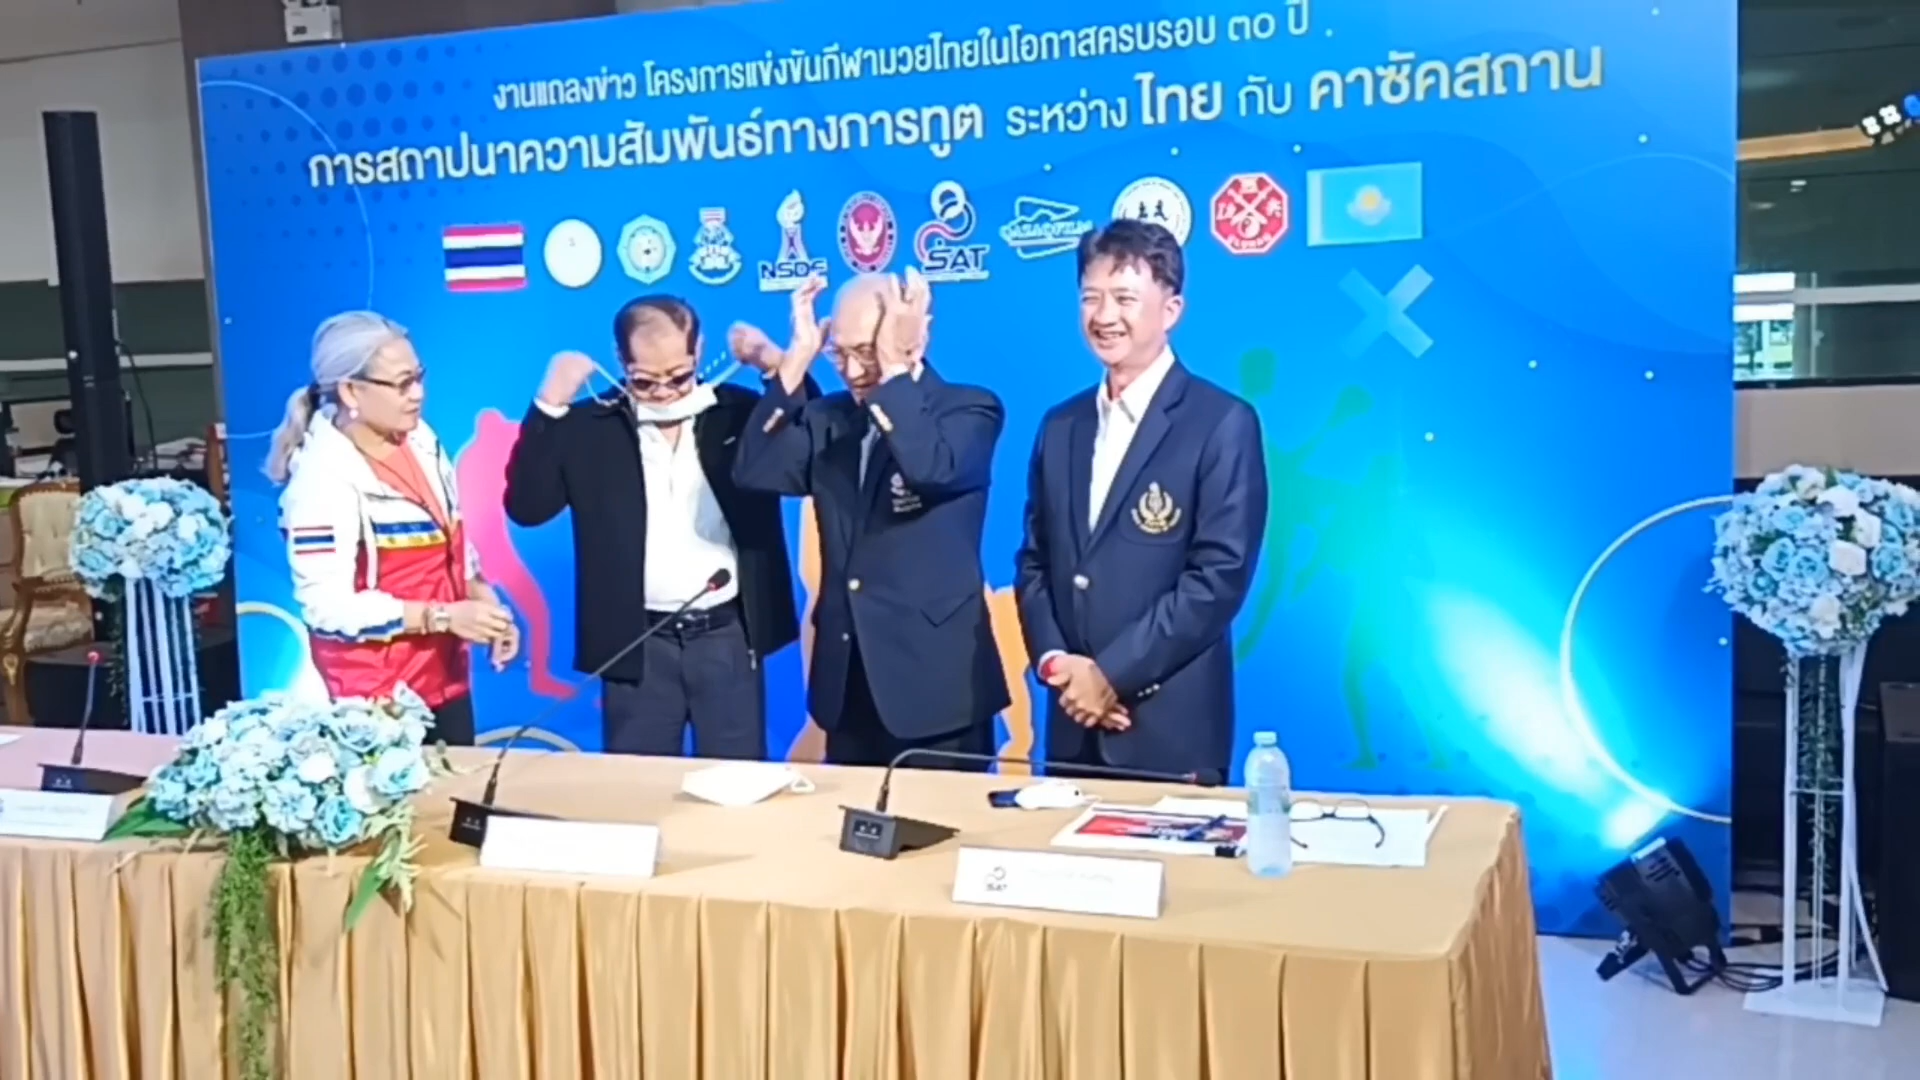 งานแถลงข่าว โครงการแข่งขันกีฬามวยไทยในโอกาสครบรอบ ๓๐ ปี
การสถาปนาความสัมพันธ์ทางการทูต ระหว่าง ไทย กับ คาซัคสถาน
NSDF
SAT
QAZAQFILM
SAT